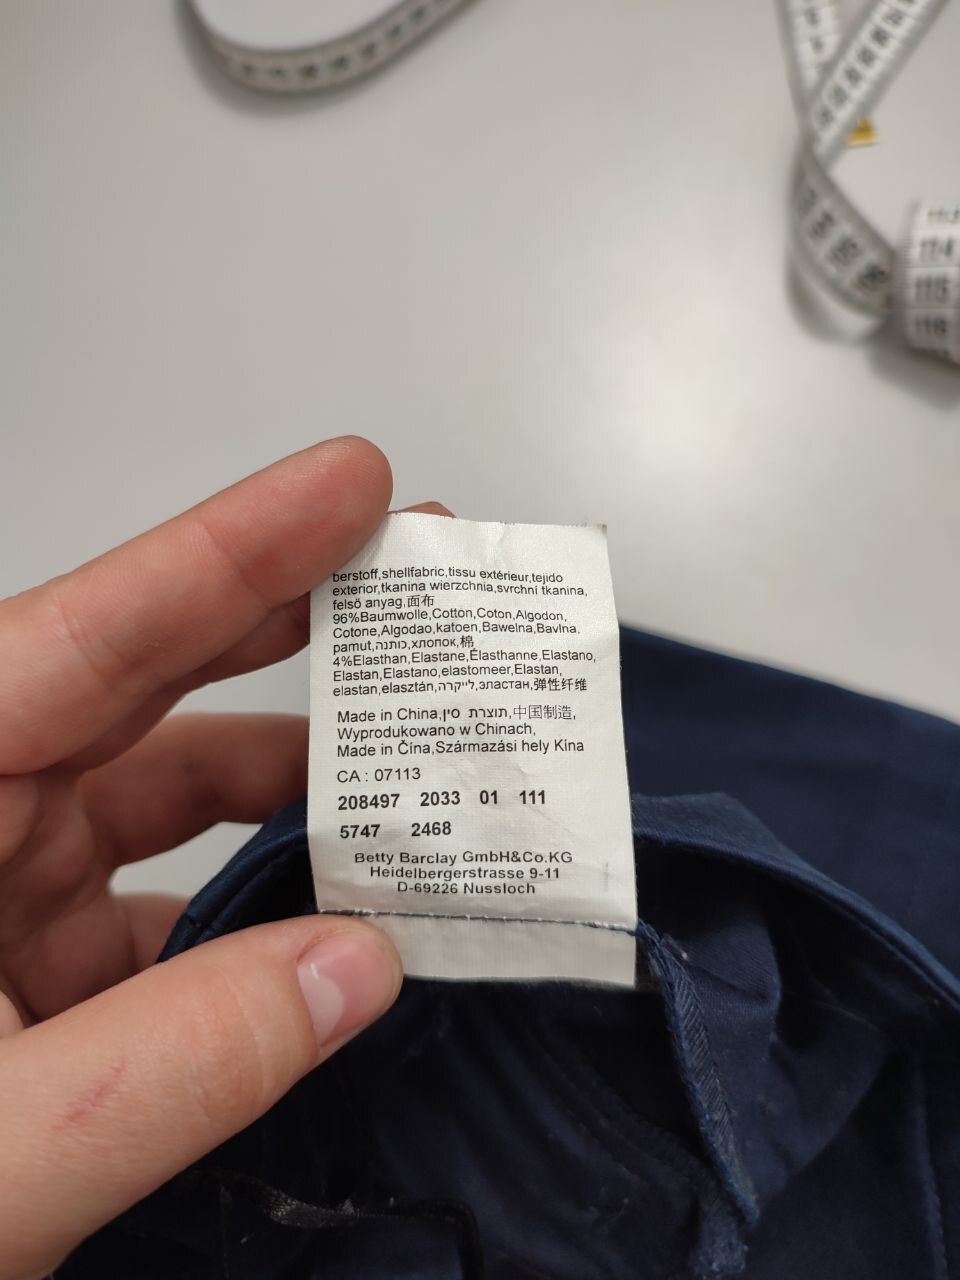 berstoff,shellfabric,tissu extérieur,tejido
exterior,tkanina wierzchnia,svrchní tkanina,
felsö anyag,面布
96%Baumwolle,Cotton,Coton,Algodon,
Cotone,Algodao,katoen,Bawelna,Bavlna,
pamut,כותנה,хлопок,棉
4%Elasthan,Elastane,Élasthanne,Elastano,
Elastan,Elastano,elastomeer,Elastan,
elastan,elasztán,לייקרה,эластан,弹性纤维
Made in China,תוצרת סין,中国制造,
Wyprodukowano w Chinach,
Made in Čína,Származási hely Kína
CA : 07113
208497 2033 01 111
5747 2468
Betty Barclay GmbH&Co.KG
Heidelbergerstrasse 9-11
D-69226 Nussloch
114
115
116